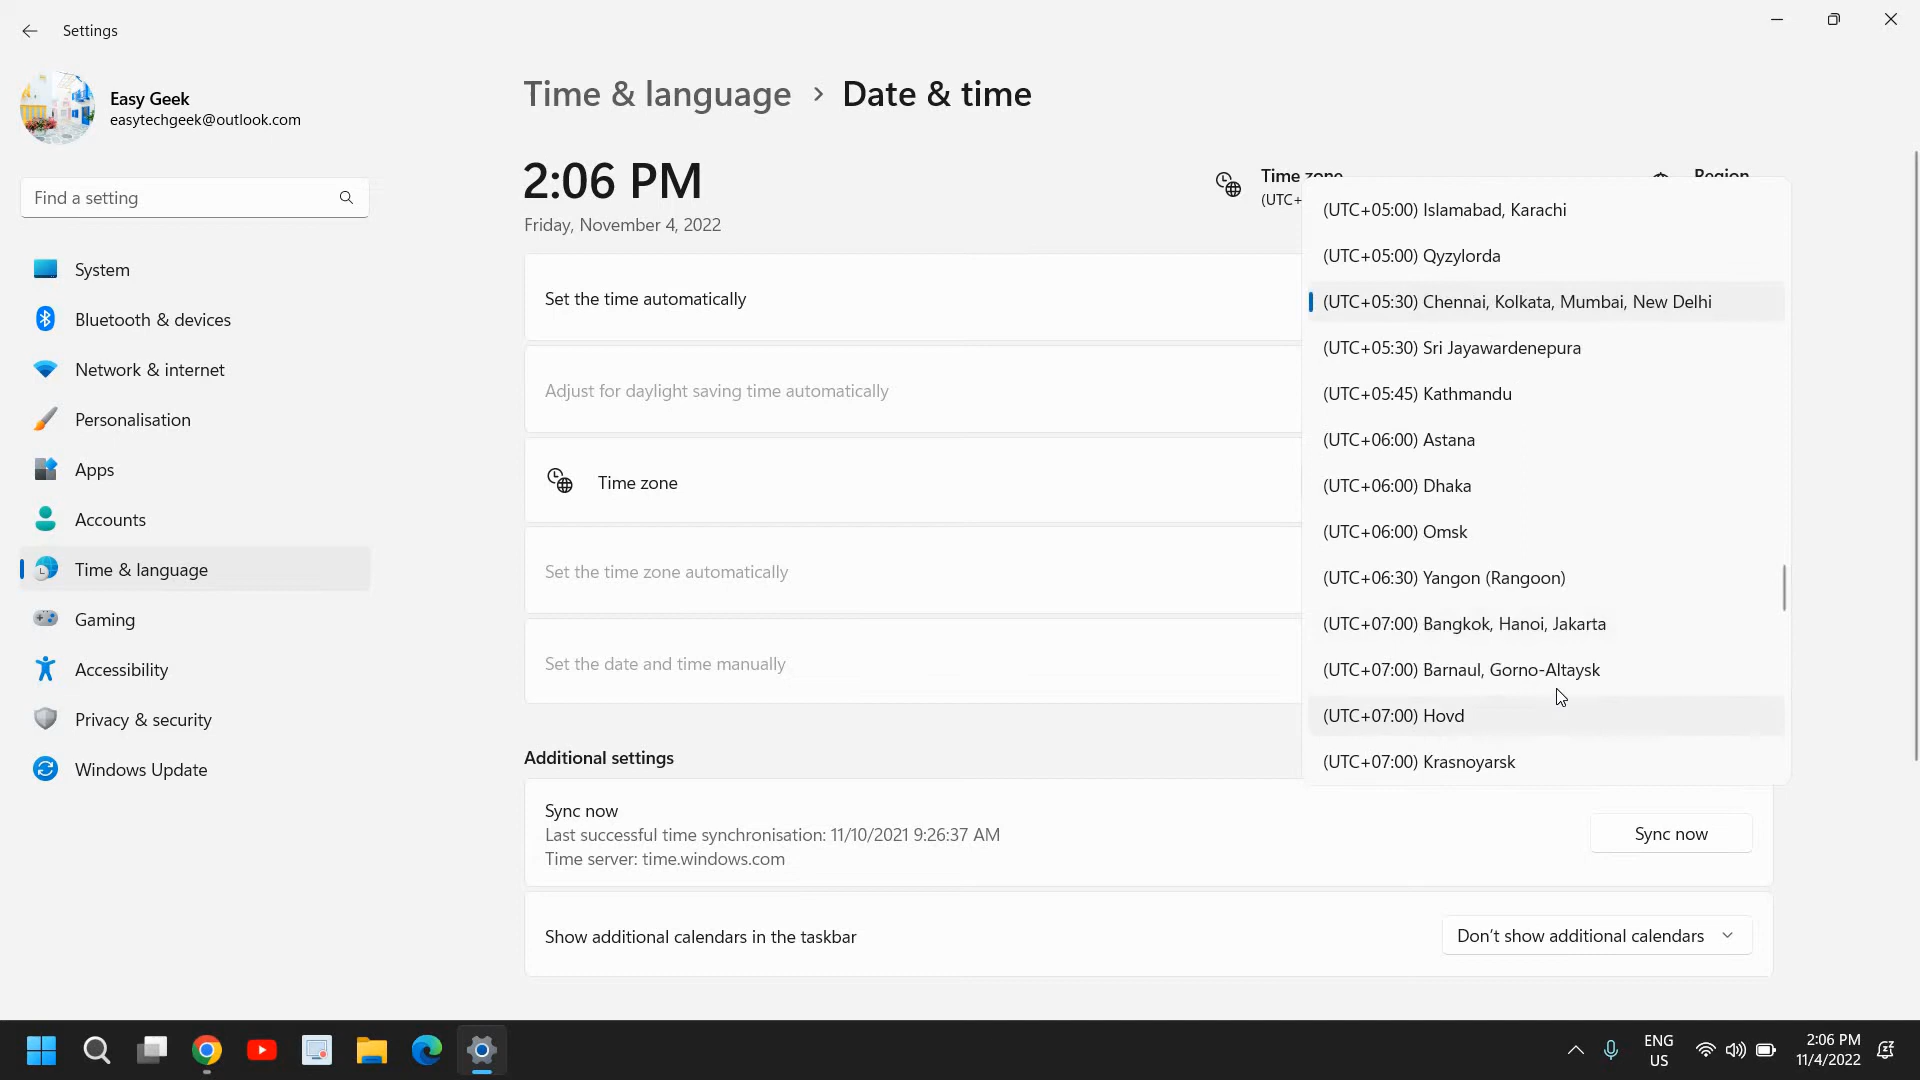 Settings
Easy Geek
easytechgeek@outlook.com
Find a setting
System
Bluetooth & devices
Network & internet
Personalisation
Apps
Accounts
Time & language
Gaming
Accessibility
Privacy & security
Windows Update
Time & language > Date & time
2:06 PM
Friday, November 4, 2022
Time zone
(UTC+
Region
Set the time automatically
Adjust for daylight saving time automatically
Time zone
Set the time zone automatically
Set the date and time manually
(UTC+05:00) Islamabad, Karachi
(UTC+05:00) Qyzylorda
(UTC+05:30) Chennai, Kolkata, Mumbai, New Delhi
(UTC+05:30) Sri Jayawardenepura
(UTC+05:45) Kathmandu
(UTC+06:00) Astana
(UTC+06:00) Dhaka
(UTC+06:00) Omsk
(UTC+06:30) Yangon (Rangoon)
(UTC+07:00) Bangkok, Hanoi, Jakarta
(UTC+07:00) Barnaul, Gorno-Altaysk
(UTC+07:00) Hovd
(UTC+07:00) Krasnoyarsk
Additional settings
Sync now
Last successful time synchronisation: 11/10/2021 9:26:37 AM
Time server: time.windows.com
Sync now
Show additional calendars in the taskbar
Don't show additional calendars
ENG
US
2:06 PM
11/4/2022